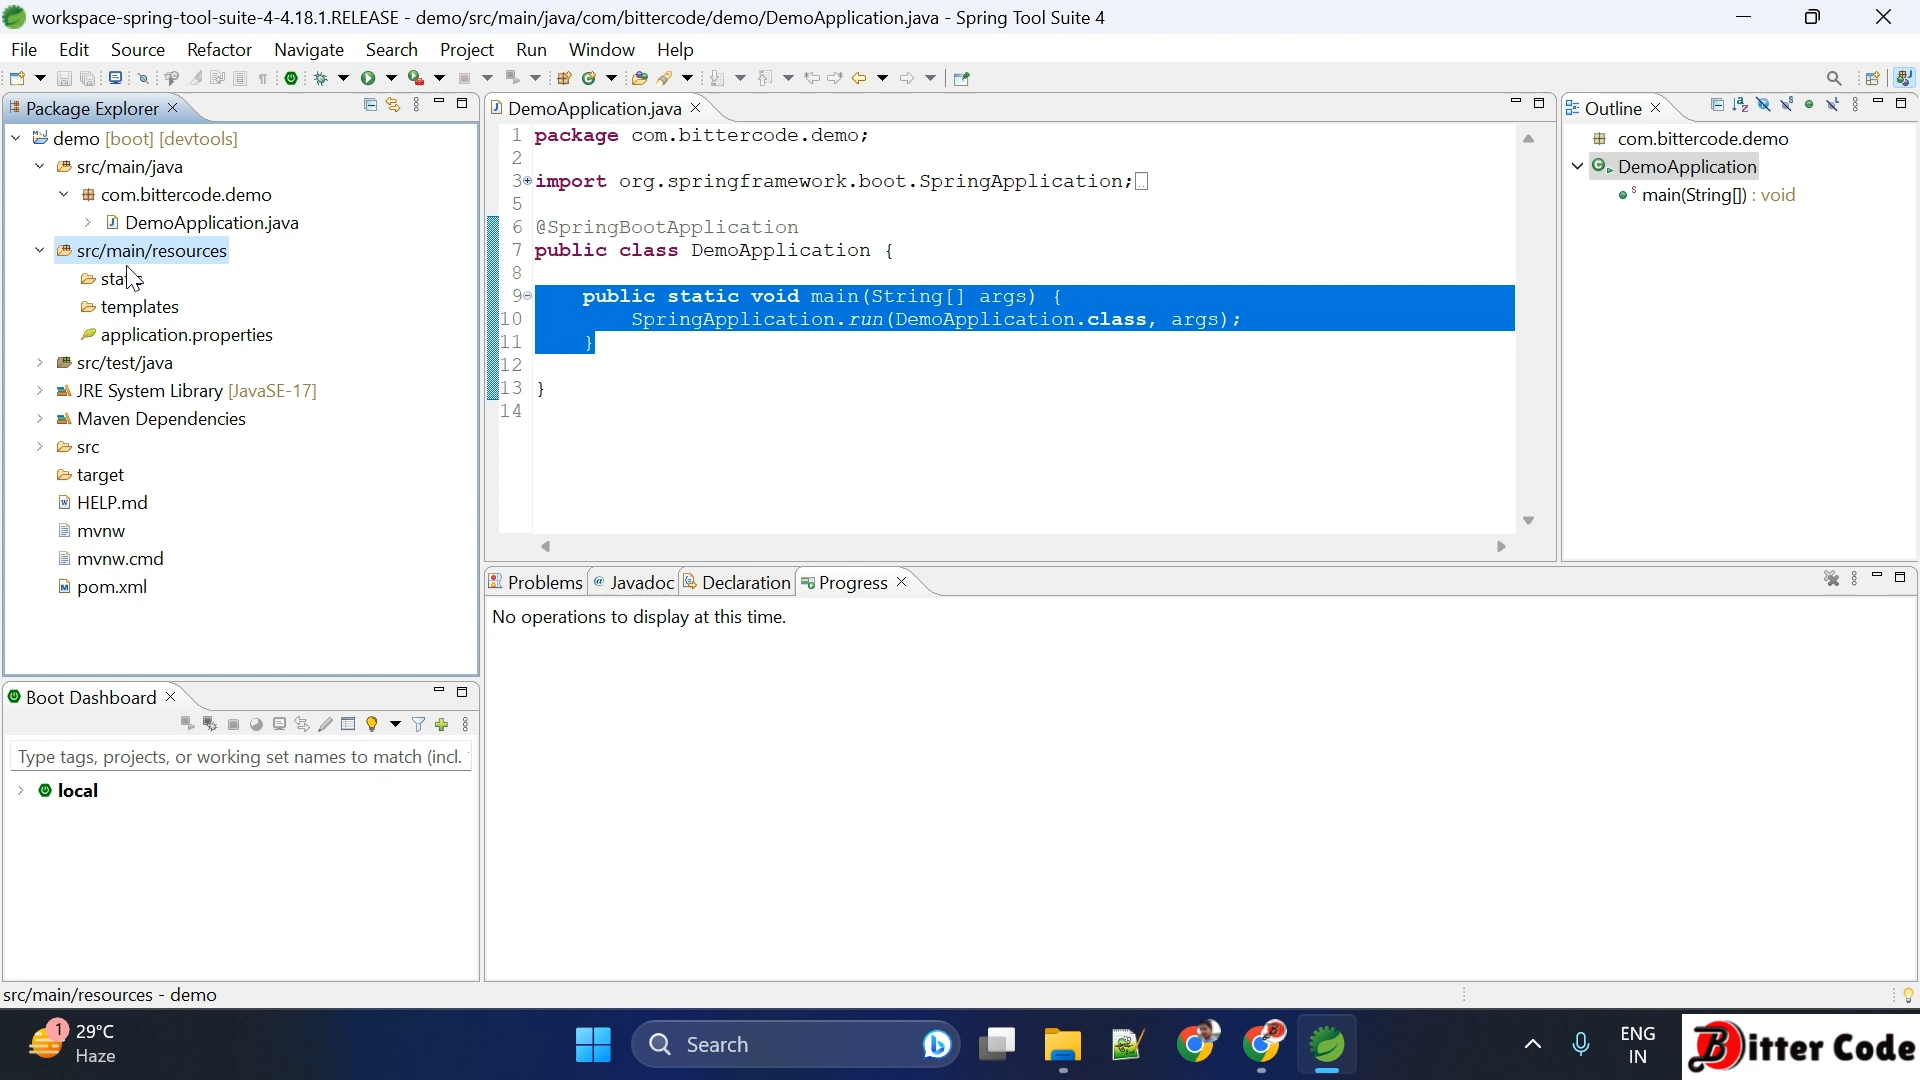 workspace-spring-tool-suite-4-4.18.1.RELEASE - demo/src/main/java/com/bittercode/demo/DemoApplication.java - Spring Tool Suite 4
File Edit Source Refactor Navigate Search Project Run Window Help
Package Explorer
demo [boot] [devtools]
src/main/java
com.bittercode.demo
DemoApplication.java
src/main/resources
templates
application.properties
src/test/java
JRE System Library [JavaSE-17]
Maven Dependencies
src
target
HELP.md
mvnw
mvnw.cmd
pom.xml
DemoApplication.java
1 package com.bittercode.demo;
2
3 import org.springframework.boot.SpringApplication;
5
6 @SpringBootApplication
7 public class DemoApplication {
8
9 public static void main(String[] args) {
10 SpringApplication.run(DemoApplication.class, args);
11 }
12
13 }
14
Outline
com.bittercode.demo
DemoApplication
main(String[]) : void
Problems Javadoc Declaration Progress
No operations to display at this time.
Boot Dashboard
Type tags, projects, or working set names to match (incl.
local
src/main/resources - demo
1
29°C
Haze
Search
ENG
IN
Bitter Code